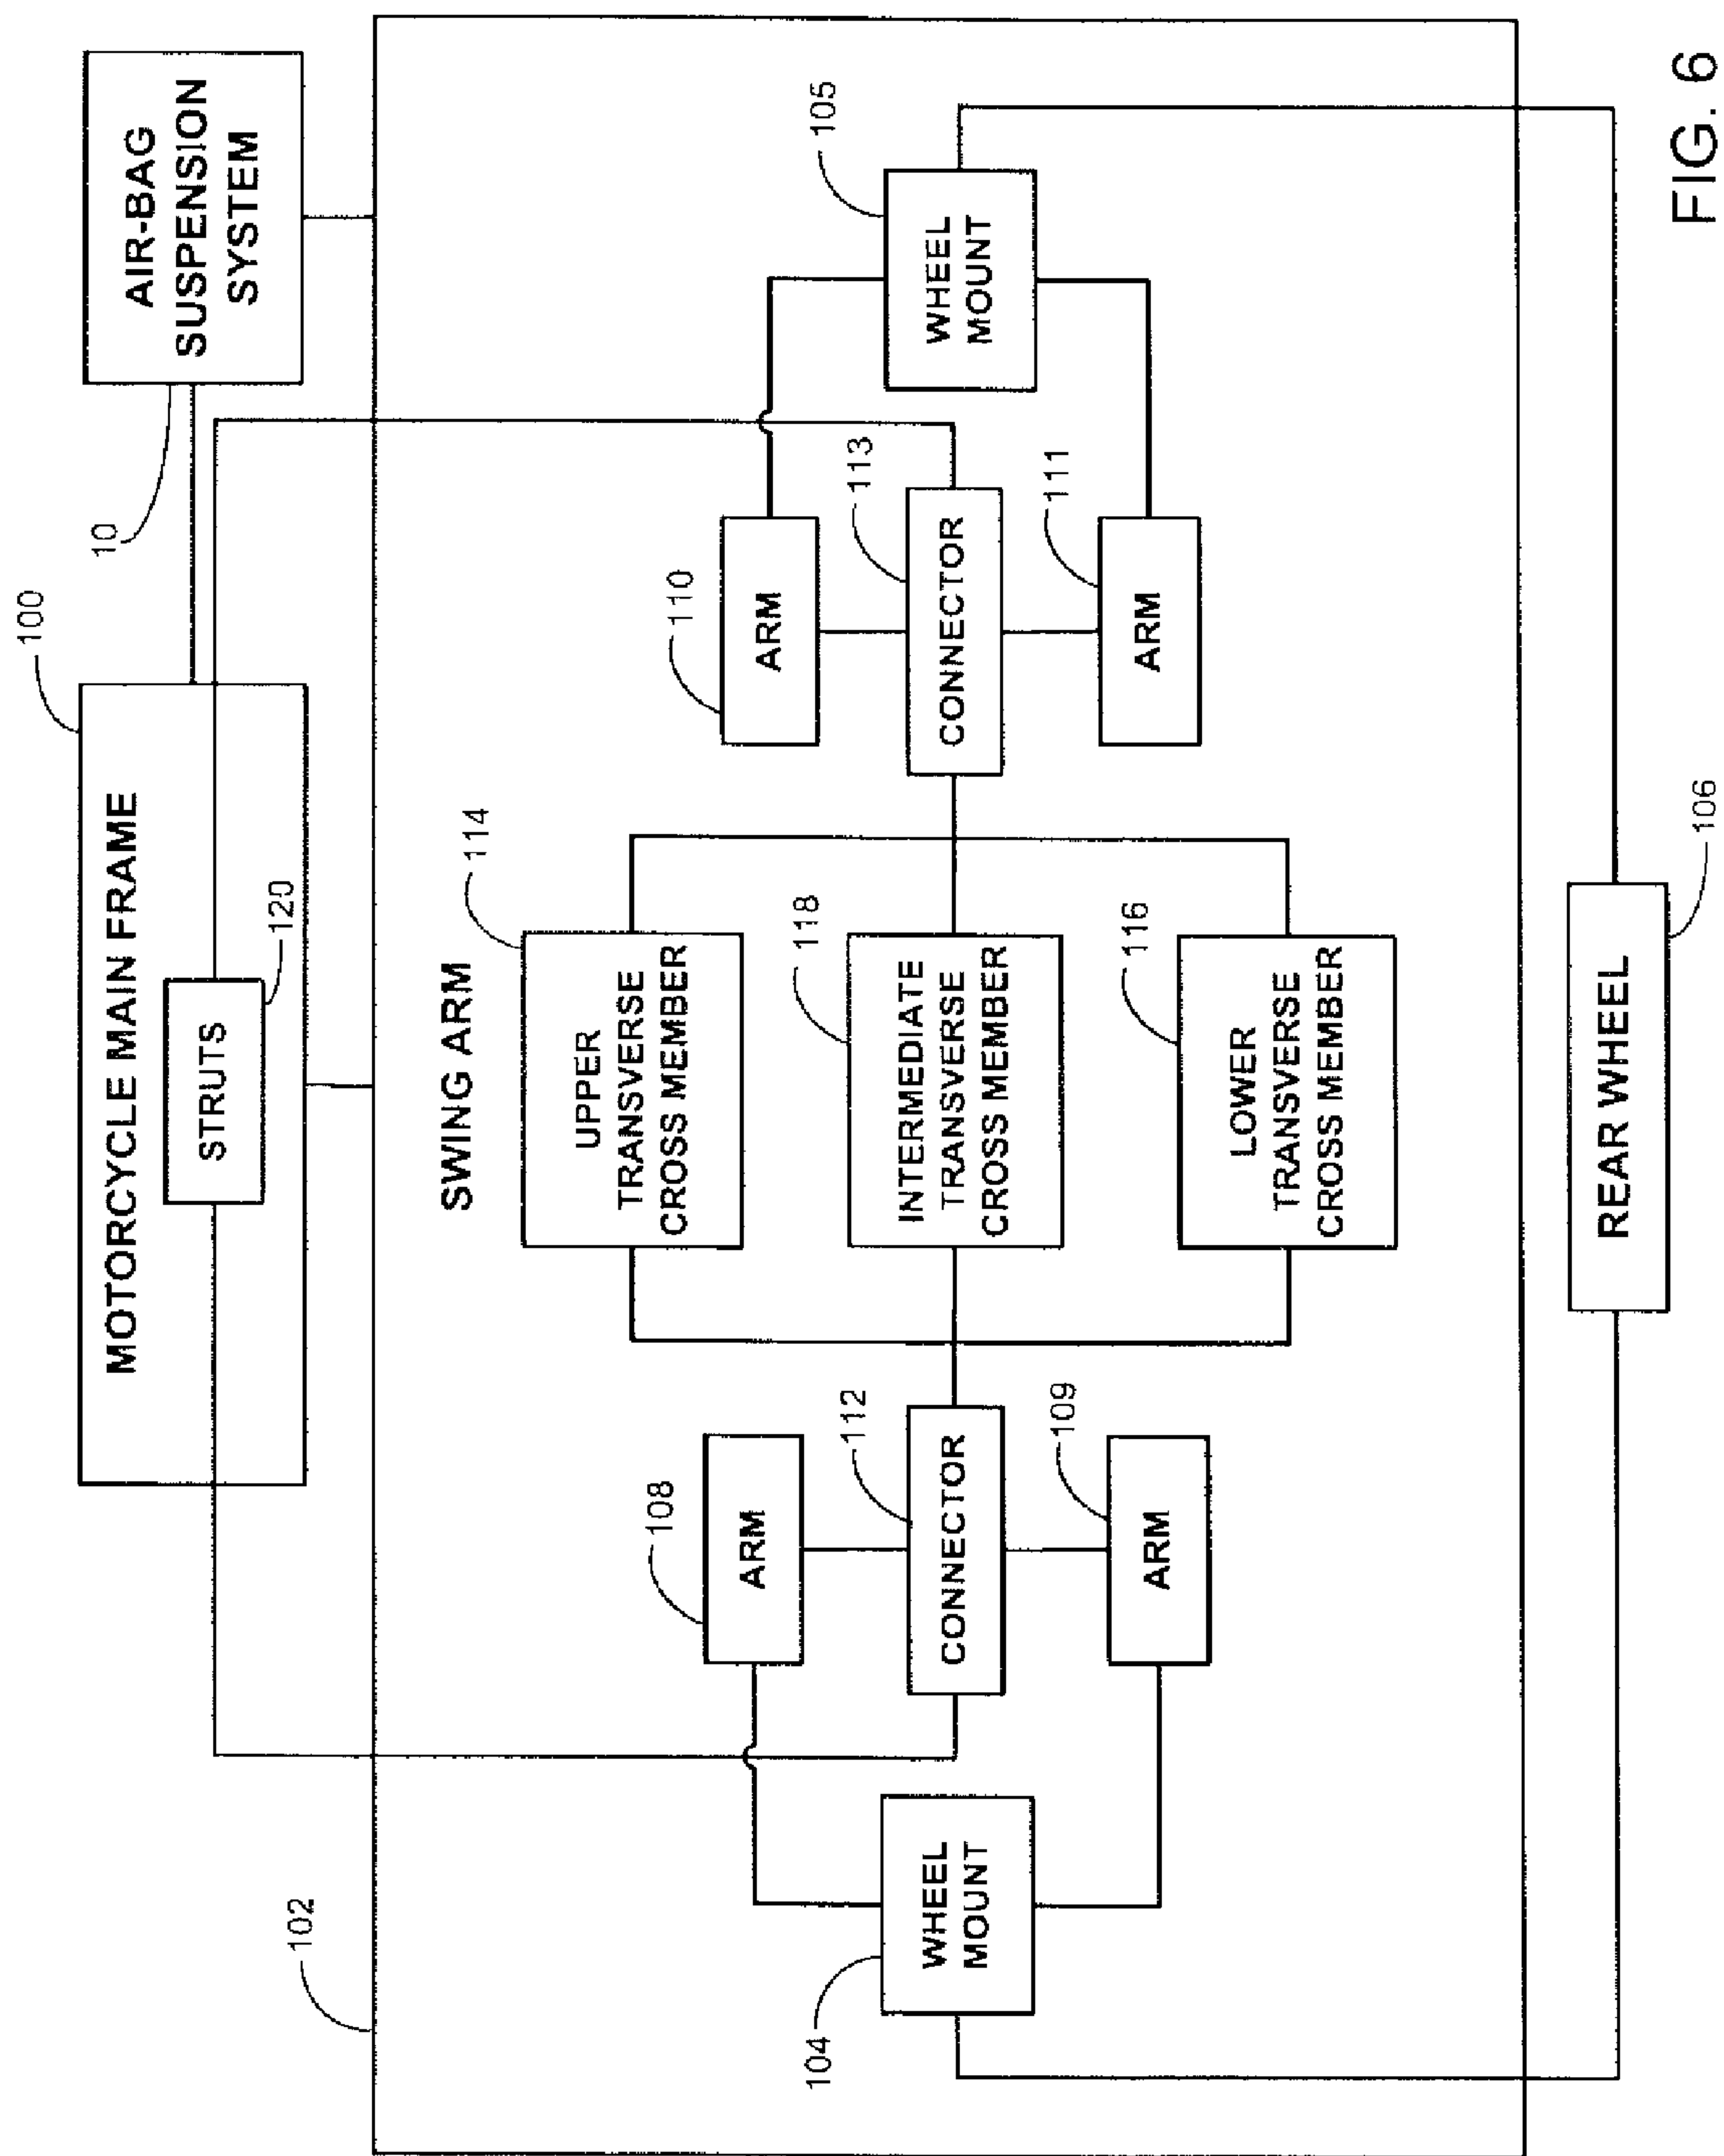 100
MOTORCYCLE MAIN FRAME
STRUTS
120
10
AIR-BAG
SUSPENSION
SYSTEM
102
SWING ARM
114
UPPER
TRANSVERSE
CROSS MEMBER
118
INTERMEDIATE
TRANSVERSE
CROSS MEMBER
116
LOWER
TRANSVERSE
CROSS MEMBER
108
ARM
112
CONNECTOR
109
ARM
104
WHEEL
MOUNT
110
ARM
113
CONNECTOR
111
ARM
105
WHEEL
MOUNT
REAR WHEEL
106
FIG. 6